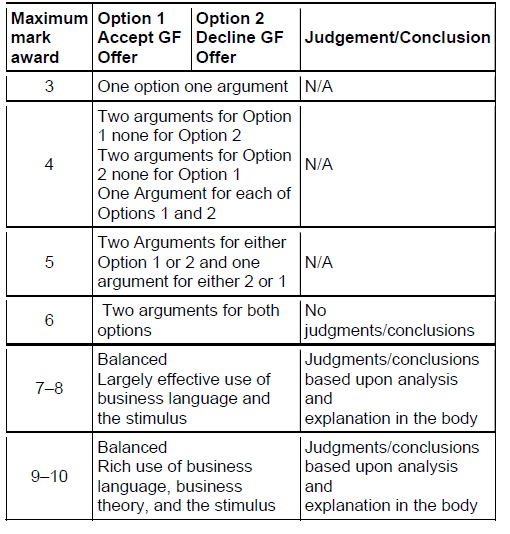 Maximum mark award | Option 1 Accept GF Offer | Option 2 Decline GF Offer | Judgement/Conclusion
3 | One option one argument | N/A
4 | Two arguments for Option
1 none for Option 2
Two arguments for Option
2 none for Option 1
One Argument for each of
Options 1 and 2 | N/A
5 | Two Arguments for either
Option 1 or 2 and one
argument for either 2 or 1 | N/A
6 | Two arguments for both
options | No
judgments/conclusions
7–8 | Balanced
Largely effective use of
business language and
the stimulus | Judgments/conclusions
based upon analysis
and
explanation in the body
9–10 | Balanced
Rich use of business
language, business
theory, and the stimulus | Judgments/conclusions
based upon analysis
and
explanation in the body